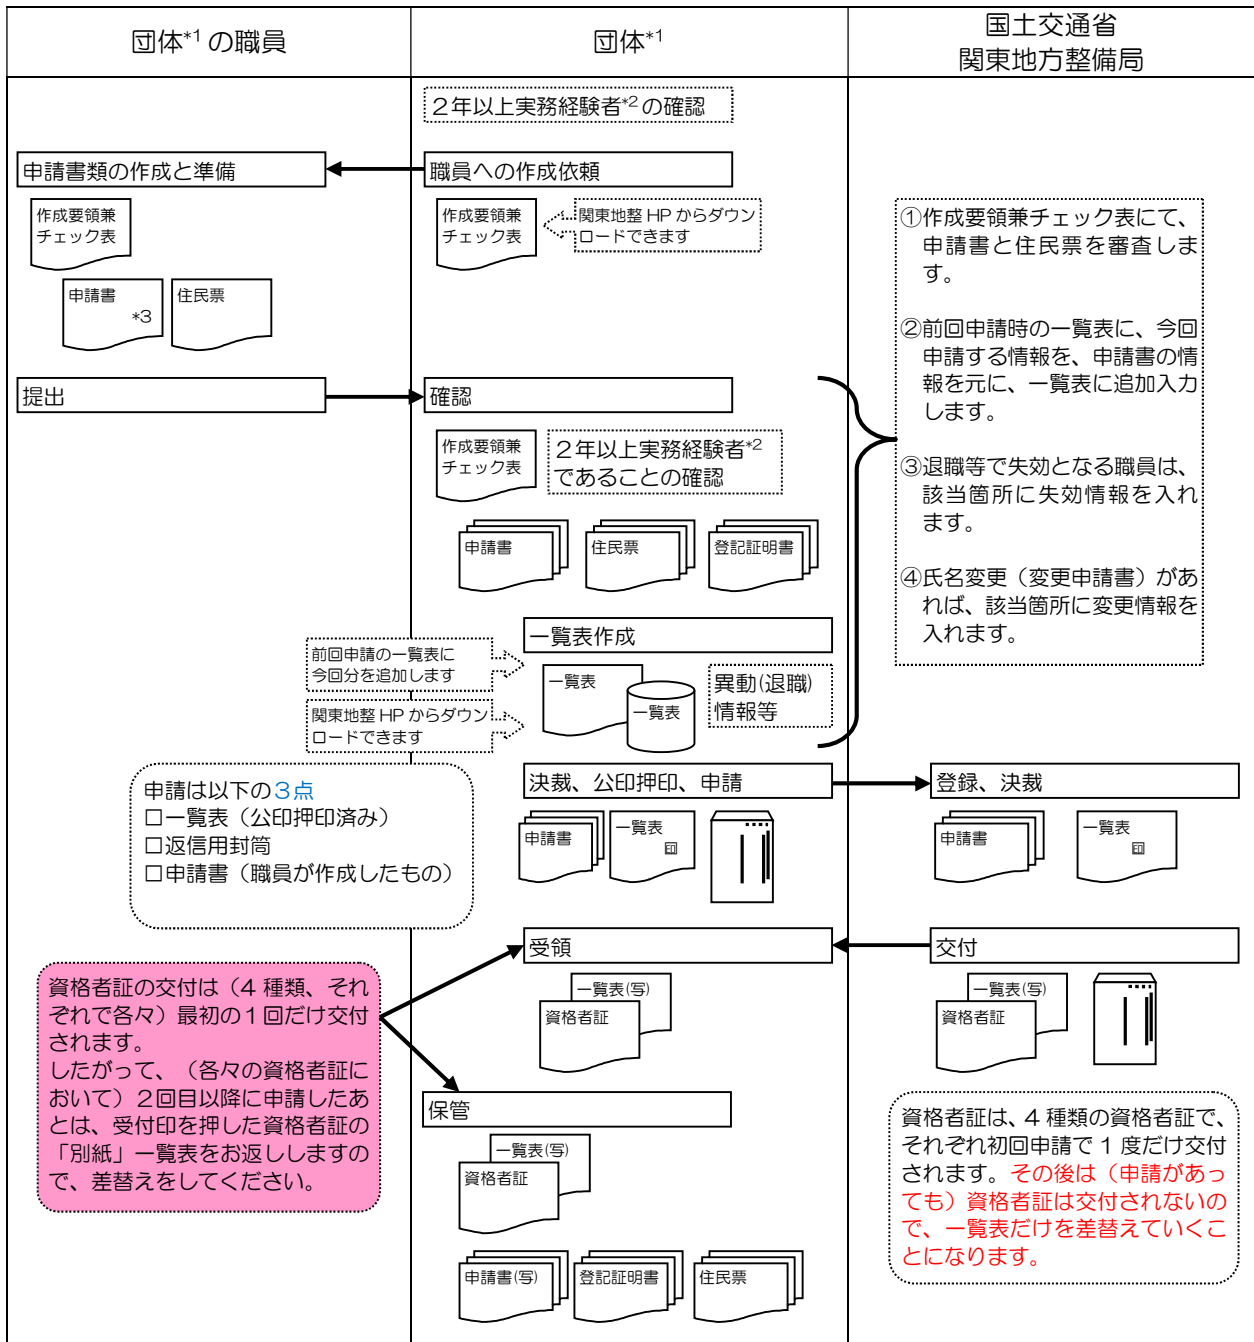 団体*1の職員
団体*1
国土交通省
関東地方整備局
２年以上実務経験者*2の確認
申請書類の作成と準備
職員への作成依頼
作成要領兼
チェック表
作成要領兼
チェック表
関東地整 HP からダウン
ロードできます
申請書
*3
住民票
①作成要領兼チェック表にて、
申請書と住民票を審査しま
す。
②前回申請時の一覧表に、今回
申請する情報を、申請書の情
報を元に、一覧表に追加入力
します。
③退職等で失効となる職員は、
該当箇所に失効情報を入れ
ます。
④氏名変更（変更申請書）があ
れば、該当箇所に変更情報を
入れます。
提出
確認
作成要領兼
チェック表
２年以上実務経験者*2
であることの確認
申請書
住民票
登記証明書
一覧表作成
前回申請の一覧表に
今回分を追加します
一覧表
一覧表
異動(退職)
情報等
関東地整 HP からダウン
ロードできます
申請は以下の３点
□一覧表（公印押印済み）
□返信用封筒
□申請書（職員が作成したもの）
決裁、公印押印、申請
登録、決裁
申請書
一覧表
印
申請書
一覧表
印
受領
交付
一覧表(写)
資格者証
一覧表(写)
資格者証
資格者証の交付は（4 種類、それ
ぞれで各々）最初の１回だけ交付
されます。
したがって、（各々の資格者証に
おいて）２回目以降に申請したあ
とは、受付印を押した資格者証の
「別紙」一覧表をお返ししますの
で、差替えをしてください。
保管
一覧表(写)
資格者証
申請書(写)
登記証明書
住民票
資格者証は、4 種類の資格者証で、
それぞれ初回申請で 1 度だけ交付
されます。その後は（申請があっ
ても）資格者証は交付されないの
で、一覧表だけを差替えていくこ
とになります。